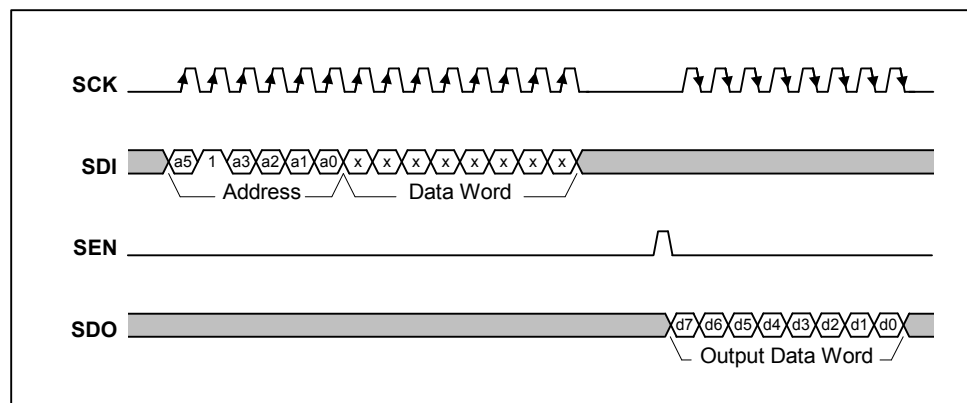 SCK
SDI a5 1 a3 a2 a1 a0 x x x x x x x x
Address Data Word
SEN
SDO d7 d6 d5 d4 d3 d2 d1 d0
Output Data Word